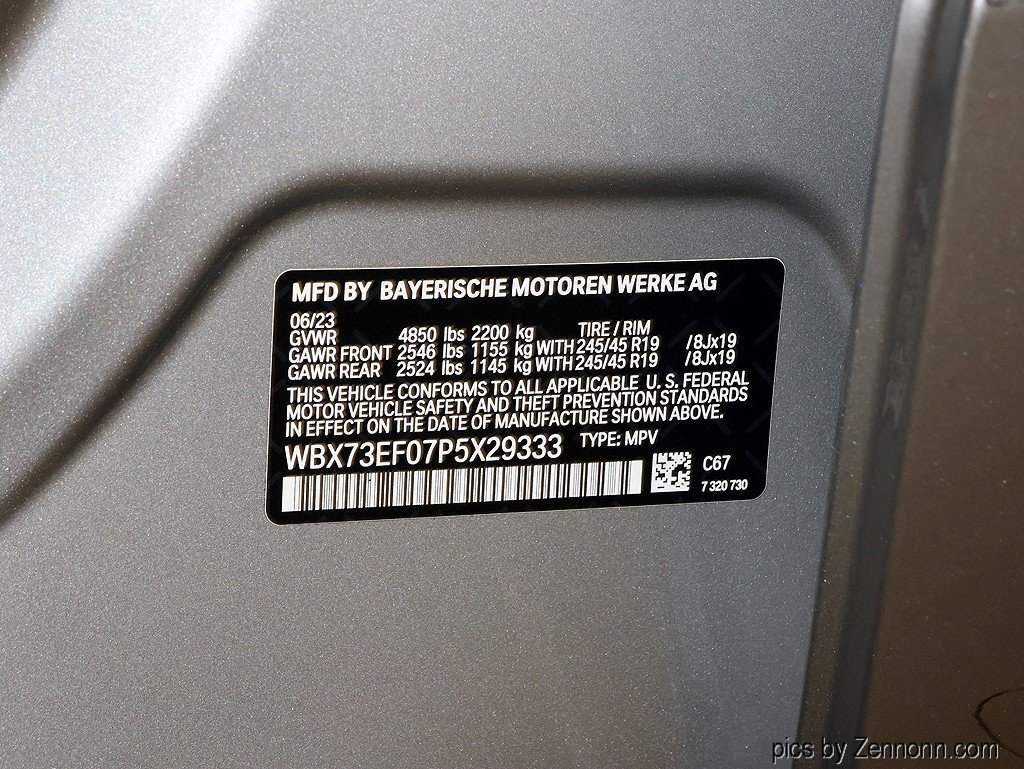 MFD BY BAYERISCHE MOTOREN WERKE AG
06/23
GVWR 4850 lbs 2200 kg TIRE / RIM
GAWR FRONT 2546 lbs 1155 kg WITH 245/45 R19 /8Jx19
GAWR REAR 2524 lbs 1145 kg WITH 245/45 R19 /8Jx19
THIS VEHICLE CONFORMS TO ALL APPLICABLE U. S. FEDERAL
MOTOR VEHICLE SAFETY AND THEFT PREVENTION STANDARDS
IN EFFECT ON THE DATE OF MANUFACTURE SHOWN ABOVE.
WBX73EF07P5X29333 TYPE: MPV
C67
7 320 730
pics by Zennonn.com